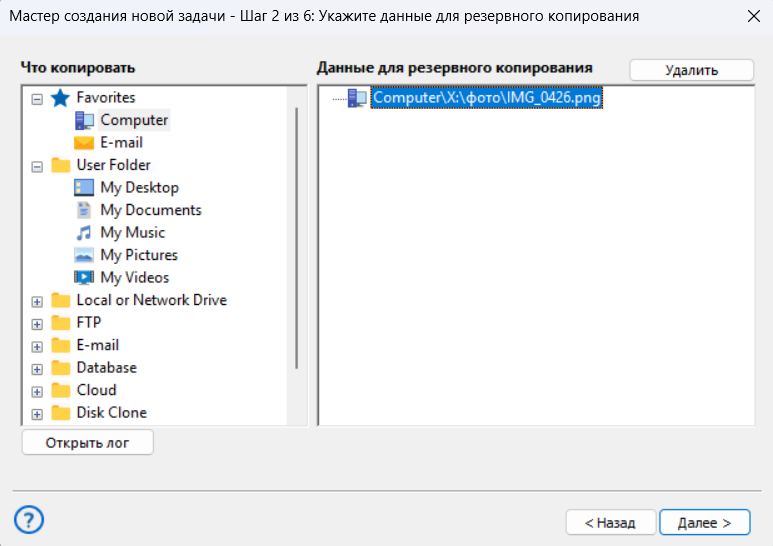 Мастер создания новой задачи - Шаг 2 из 6: Укажите данные для резервного копирования
Что копировать
Данные для резервного копирования
Удалить
Favorites
Computer
E-mail
User Folder
My Desktop
My Documents
My Music
My Pictures
My Videos
Local or Network Drive
FTP
E-mail
Database
Cloud
Disk Clone
Computer\X:\фото\IMG_0426.png
Открыть лог
?
< Назад
Далее >